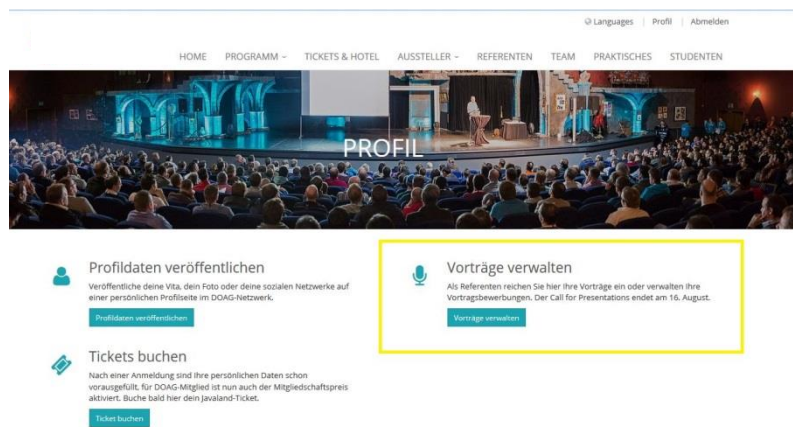 Languages | Profil | Abmelden
HOME PROGRAMM TICKETS & HOTEL AUSSTELLER REFERENTEN TEAM PRAKTISCHES STUDENTEN
PROFIL
Profildaten veröffentlichen
Veröffentliche deine Vita, dein Foto oder deine sozialen Netzwerke auf
einer persönlichen Profilseite im DOAG-Netzwerk.
Profildaten veröffentlichen
Vorträge verwalten
Als Referenten reichen Sie hier Ihre Vorträge ein oder verwalten Ihre
Vortragsbewerbungen. Der Call for Presentations endet am 16. August.
Vorträge verwalten
Tickets buchen
Nach einer Anmeldung sind Ihre persönlichen Daten schon
vorausgefüllt, für DOAG-Mitglied ist nun auch der Mitgliedschaftspreis
aktiviert. Buche bald hier dein Javaland-Ticket.
Ticket buchen